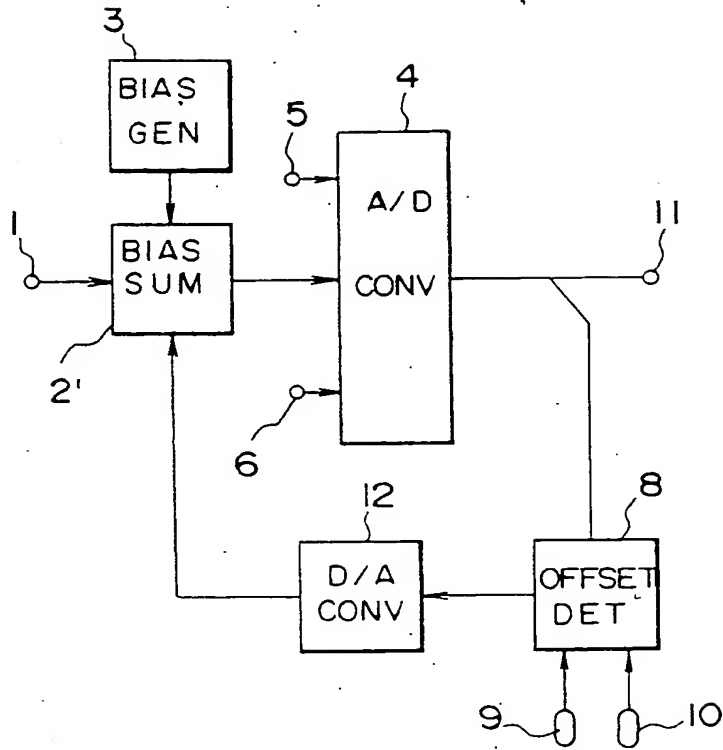 3
BIAS
GEN
4
5
A/D
CONV
11
1
BIAS
SUM
2'
6
12
D/A
CONV
8
OFFSET
DET
9
10